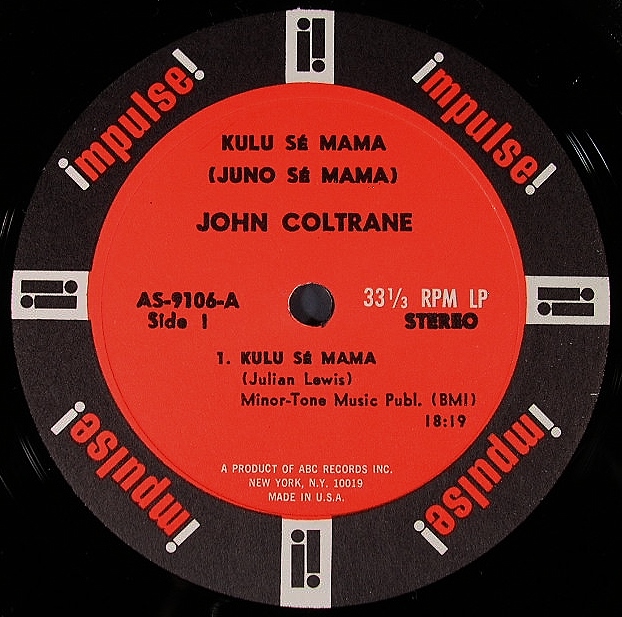 impulse!
impulse!
KULU SÉ MAMA
(JUNO SÉ MAMA)
JOHN COLTRANE
AS-9106-A
Side 1
33 1/3 RPM LP
STEREO
1. KULU SÉ MAMA
(Julian Lewis)
Minor-Tone Music Publ. (BMI)
18:19
A PRODUCT OF ABC RECORDS INC.
NEW YORK, N.Y. 10019
MADE IN U.S.A.
impulse!
impulse!